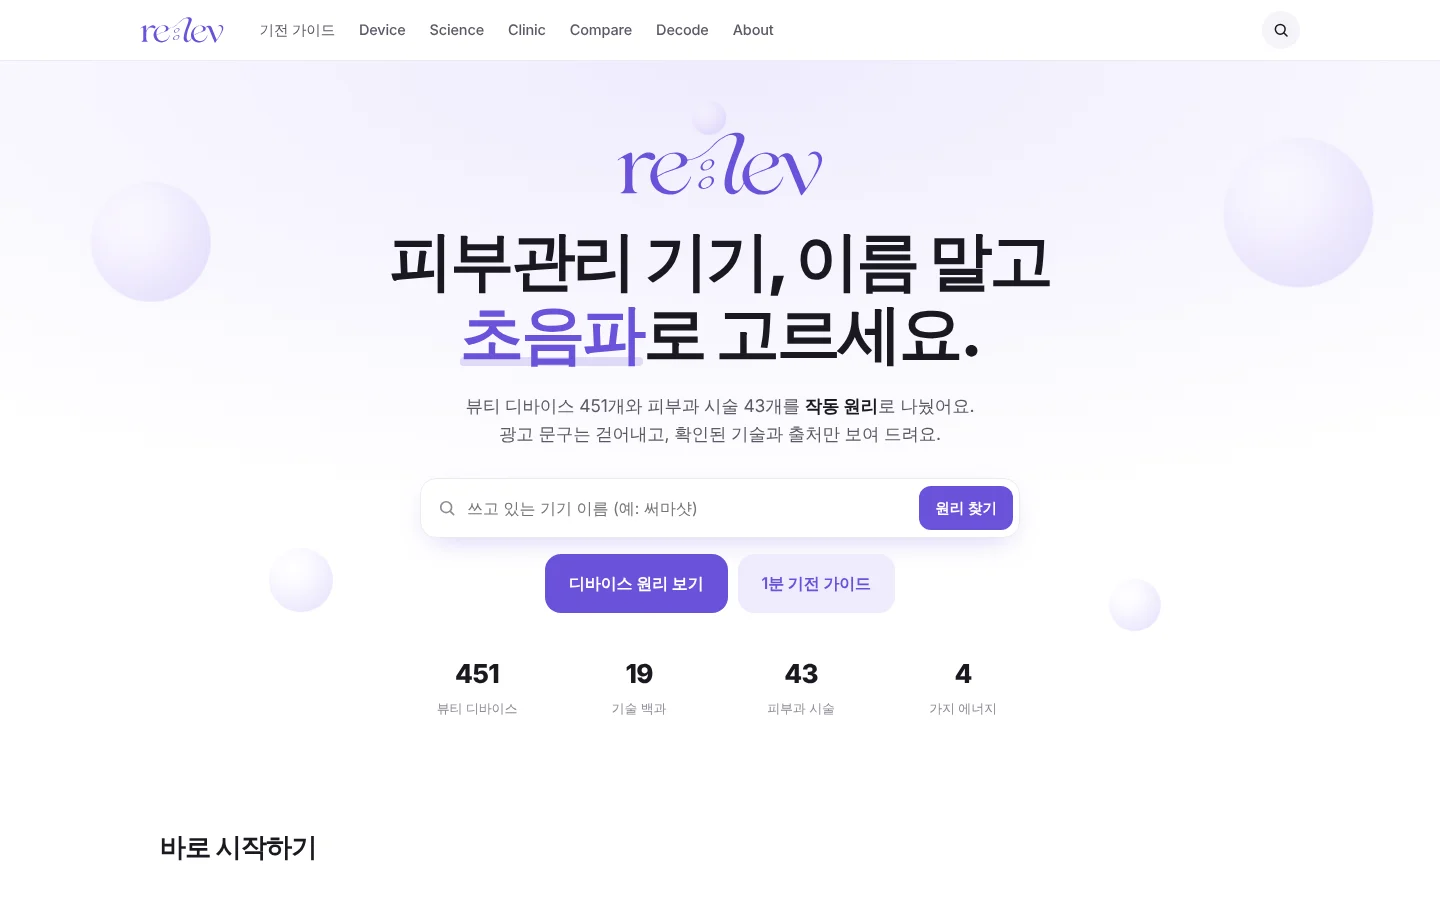 re:lev
기전 가이드
Device
Science
Clinic
Compare
Decode
About
re:lev
피부관리 기기, 이름 말고
초음파로 고르세요.
뷰티 디바이스 451개와 피부과 시술 43개를 작동 원리로 나눴어요.
광고 문구는 걷어내고, 확인된 기술과 출처만 보여 드려요.
쓰고 있는 기기 이름 (예: 써마샷)
원리 찾기
디바이스 원리 보기
1분 기전 가이드
451
뷰티 디바이스
19
기술 백과
43
피부과 시술
4
가지 에너지
바로 시작하기